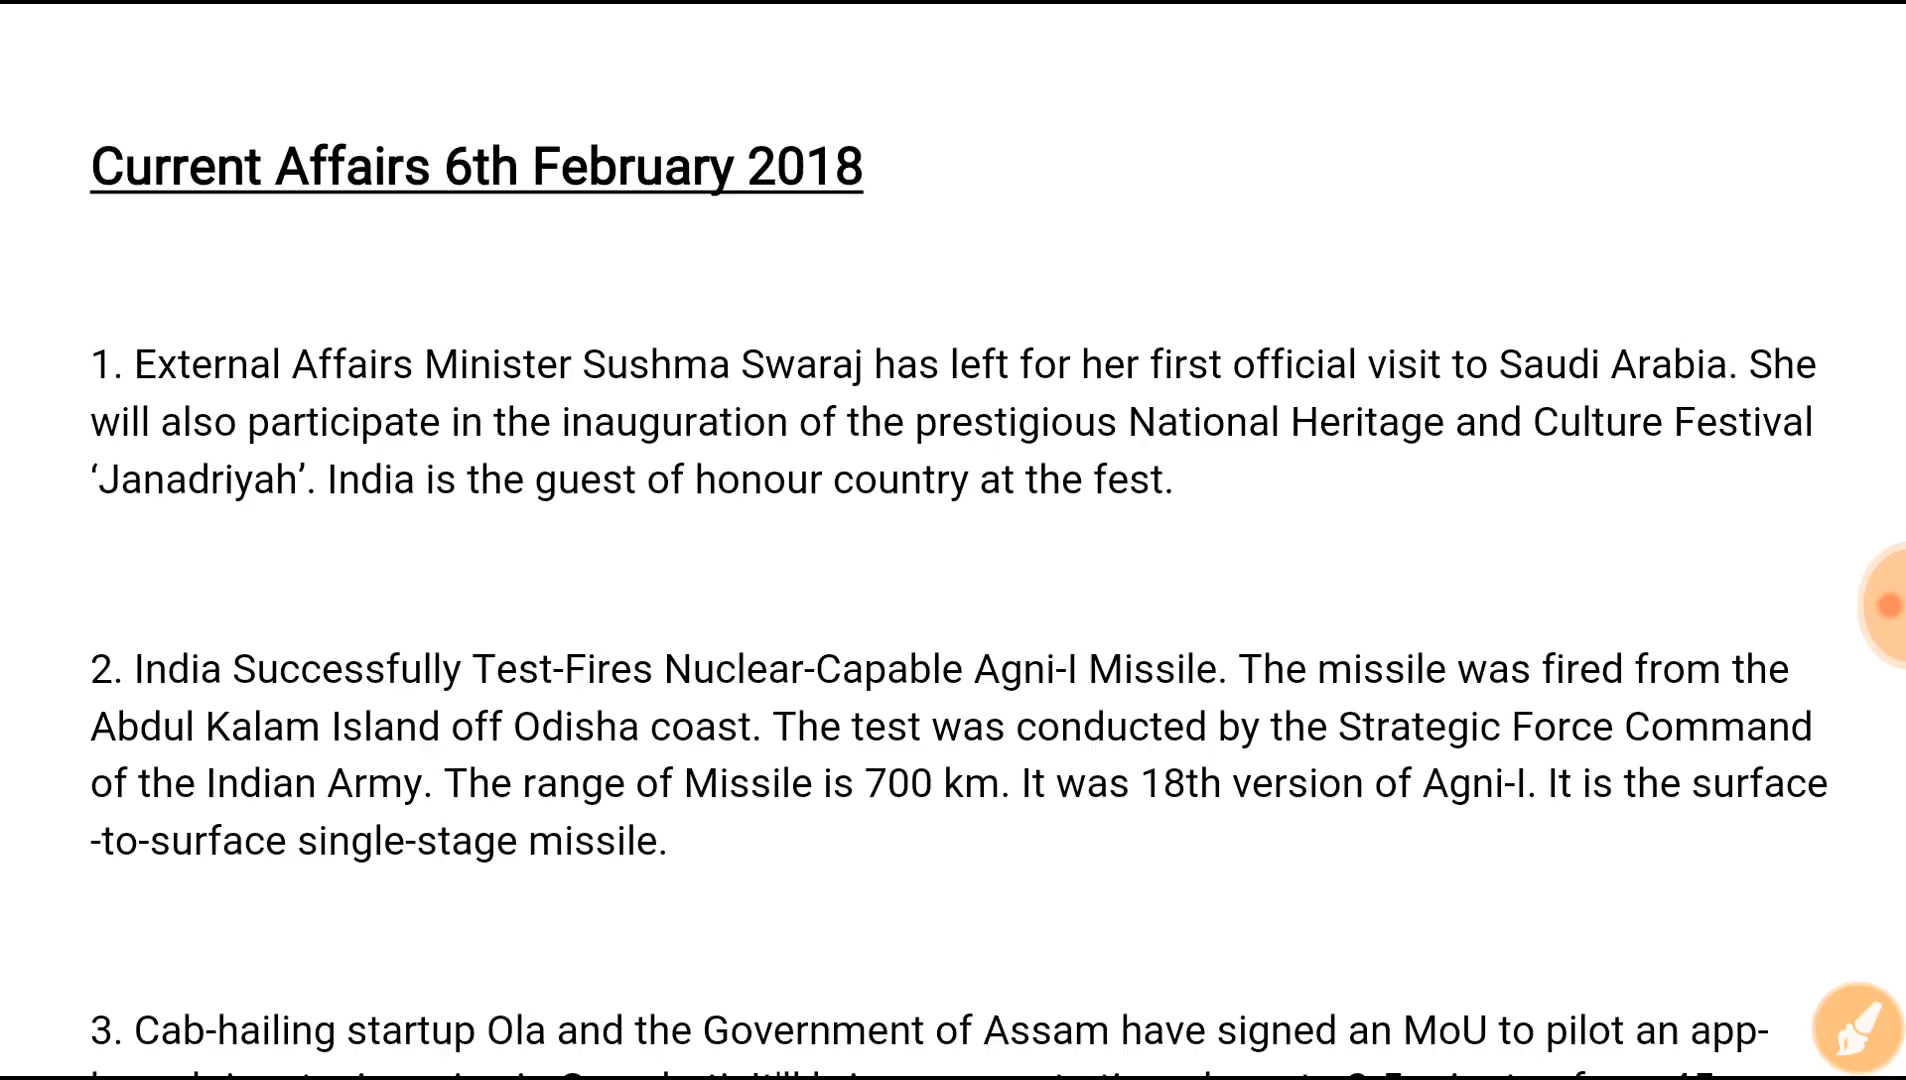 Current Affairs 6th February 2018
1. External Affairs Minister Sushma Swaraj has left for her first official visit to Saudi Arabia. She
will also participate in the inauguration of the prestigious National Heritage and Culture Festival
‘Janadriyah’. India is the guest of honour country at the fest.
2. India Successfully Test-Fires Nuclear-Capable Agni-I Missile. The missile was fired from the
Abdul Kalam Island off Odisha coast. The test was conducted by the Strategic Force Command
of the Indian Army. The range of Missile is 700 km. It was 18th version of Agni-I. It is the surface
-to-surface single-stage missile.
3. Cab-hailing startup Ola and the Government of Assam have signed an MoU to pilot an app-